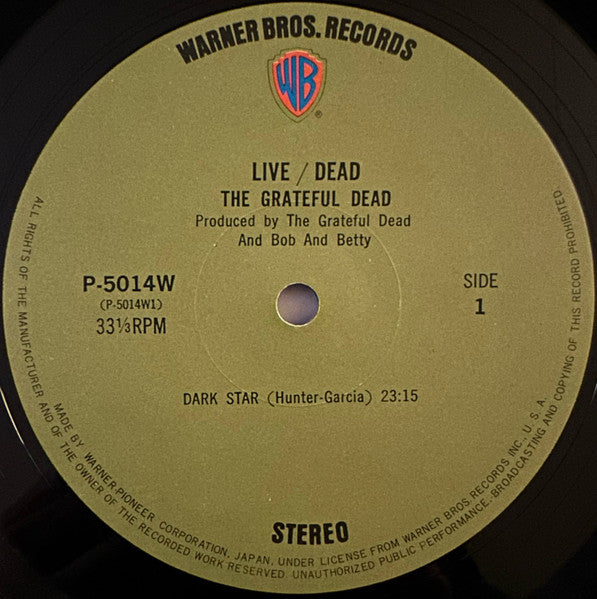 WARNER BROS. RECORDS
WB
®
LIVE / DEAD
THE GRATEFUL DEAD
Produced by The Grateful Dead
And Bob And Betty
P-5014W
(P-5014W1)
33⅓RPM
SIDE
1
DARK STAR (Hunter-Garcia) 23:15
STEREO
MADE BY WARNER-PIONEER CORPORATION, JAPAN, UNDER LICENSE FROM WARNER BROS. RECORDS INC., U. S. A.
ALL RIGHTS OF THE MANUFACTURER AND OF THE OWNER OF THE RECORDED WORK RESERVED. UNAUTHORIZED PUBLIC PERFORMANCE·BROADCASTING AND COPYING OF THIS RECORD PROHIBITED